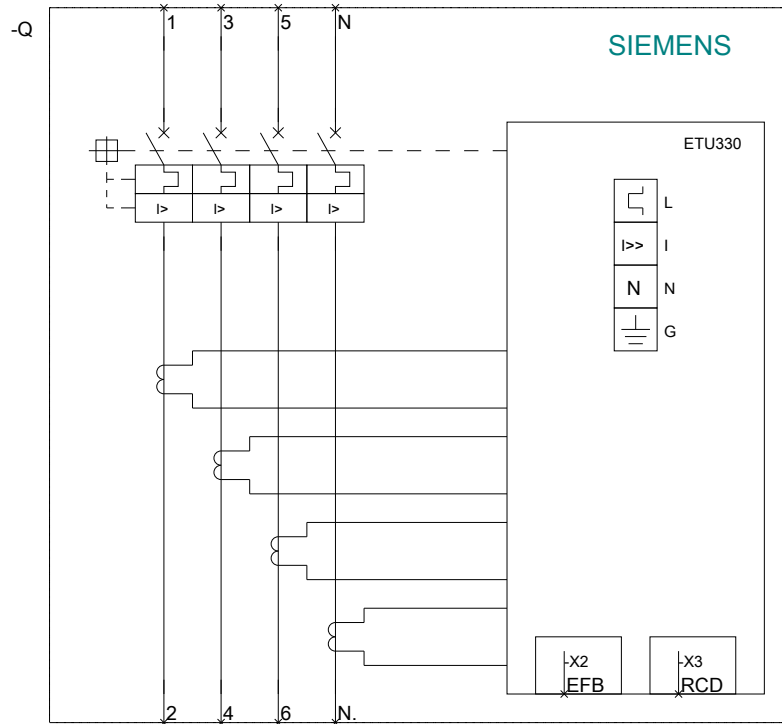 -Q
1 3 5 N
SIEMENS
ETU330
L
I> I> I> I>
I>> I
N N
G
-X2 -X3
EFB RCD
2 4 6 N.